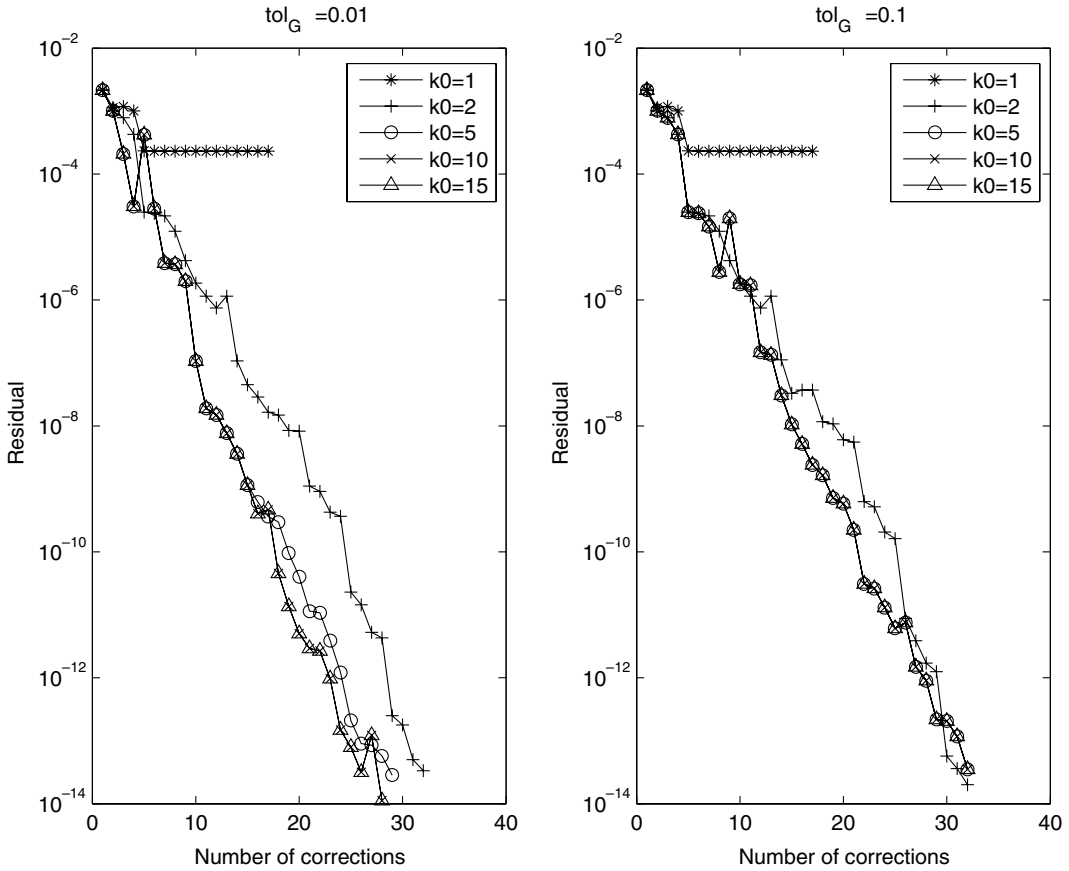 tol_G =0.01
10^-2
10^-4
10^-6
10^-8
10^-10
10^-12
10^-14
Residual
0
10
20
30
40
Number of corrections
k0=1
k0=2
k0=5
k0=10
k0=15
tol_G =0.1
10^-2
10^-4
10^-6
10^-8
10^-10
10^-12
10^-14
Residual
0
10
20
30
40
Number of corrections
k0=1
k0=2
k0=5
k0=10
k0=15